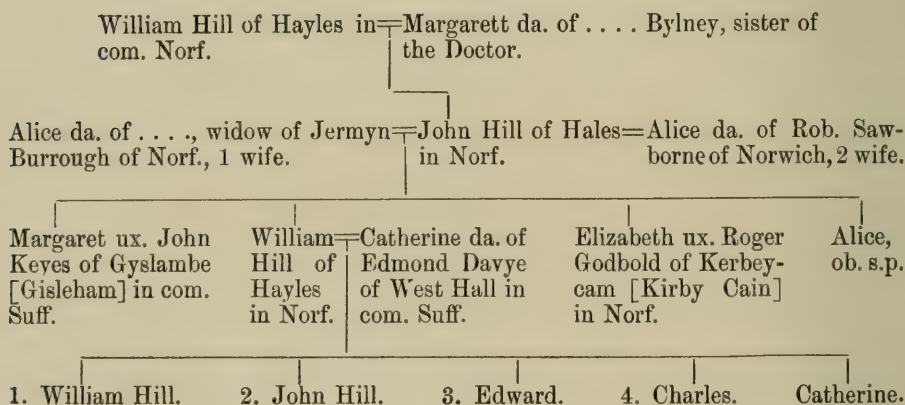 William Hill of Hayles in Margarett da. of . . . . Bylney, sister of
com. Norf. the Doctor.
Alice da. of . . . ., widow of Jermyn John Hill of Hales Alice da. of Rob. Saw-
Burrough of Norf., 1 wife. in Norf. borne of Norwich, 2 wife.
Margaret ux. John
Keyes of Gyslambe
[Gisleham] in com.
Suff.
William
Hill of
Hayles
in Norf.
Catherine da. of
Edmond Davye
of West Hall in
com. Suff.
Elizabeth ux. Roger
Godbold of Kerbey-
cam [Kirby Cain]
in Norf.
Alice,
ob. s.p.
1. William Hill. 2. John Hill. 3. Edward. 4. Charles. Catherine.